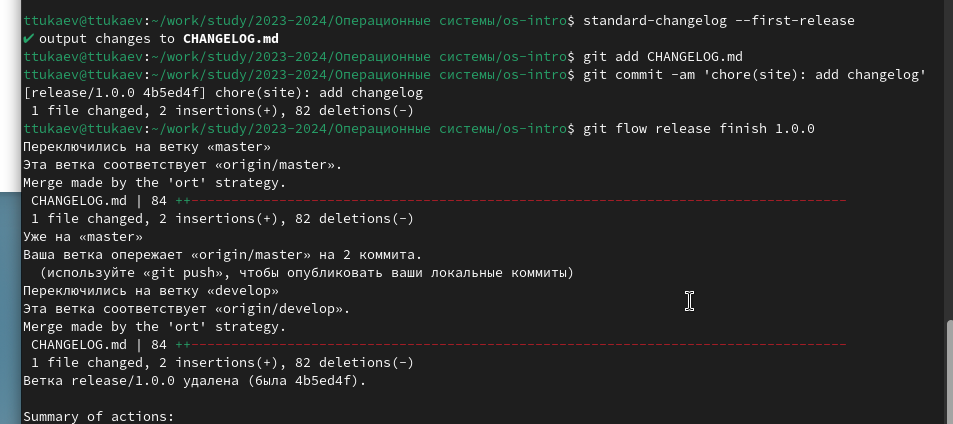 ttukaev@ttukaev:~/work/study/2023-2024/Операционные системы/os-intro$ standard-changelog --first-release
✔ output changes to CHANGELOG.md
ttukaev@ttukaev:~/work/study/2023-2024/Операционные системы/os-intro$ git add CHANGELOG.md
ttukaev@ttukaev:~/work/study/2023-2024/Операционные системы/os-intro$ git commit -am 'chore(site): add changelog'
[release/1.0.0 4b5ed4f] chore(site): add changelog
 1 file changed, 2 insertions(+), 82 deletions(-)
ttukaev@ttukaev:~/work/study/2023-2024/Операционные системы/os-intro$ git flow release finish 1.0.0
Переключились на ветку «master»
Эта ветка соответствует «origin/master».
Merge made by the 'ort' strategy.
 CHANGELOG.md | 84 ++----------------------------------------------------------------------------------
 1 file changed, 2 insertions(+), 82 deletions(-)
Уже на «master»
Ваша ветка опережает «origin/master» на 2 коммита.
  (используйте «git push», чтобы опубликовать ваши локальные коммиты)
Переключились на ветку «develop»
Эта ветка соответствует «origin/develop».
Merge made by the 'ort' strategy.
 CHANGELOG.md | 84 ++----------------------------------------------------------------------------------
 1 file changed, 2 insertions(+), 82 deletions(-)
Ветка release/1.0.0 удалена (была 4b5ed4f).
Summary of actions: